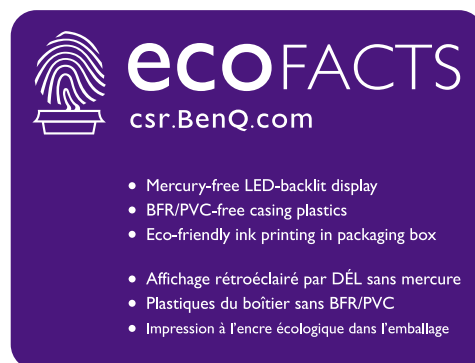 ecoFACTS
csr.BenQ.com
• Mercury-free LED-backlit display
• BFR/PVC-free casing plastics
• Eco-friendly ink printing in packaging box
• Affichage rétroéclairé par DÉL sans mercure
• Plastiques du boîtier sans BFR/PVC
• Impression à l'encre écologique dans l'emballage